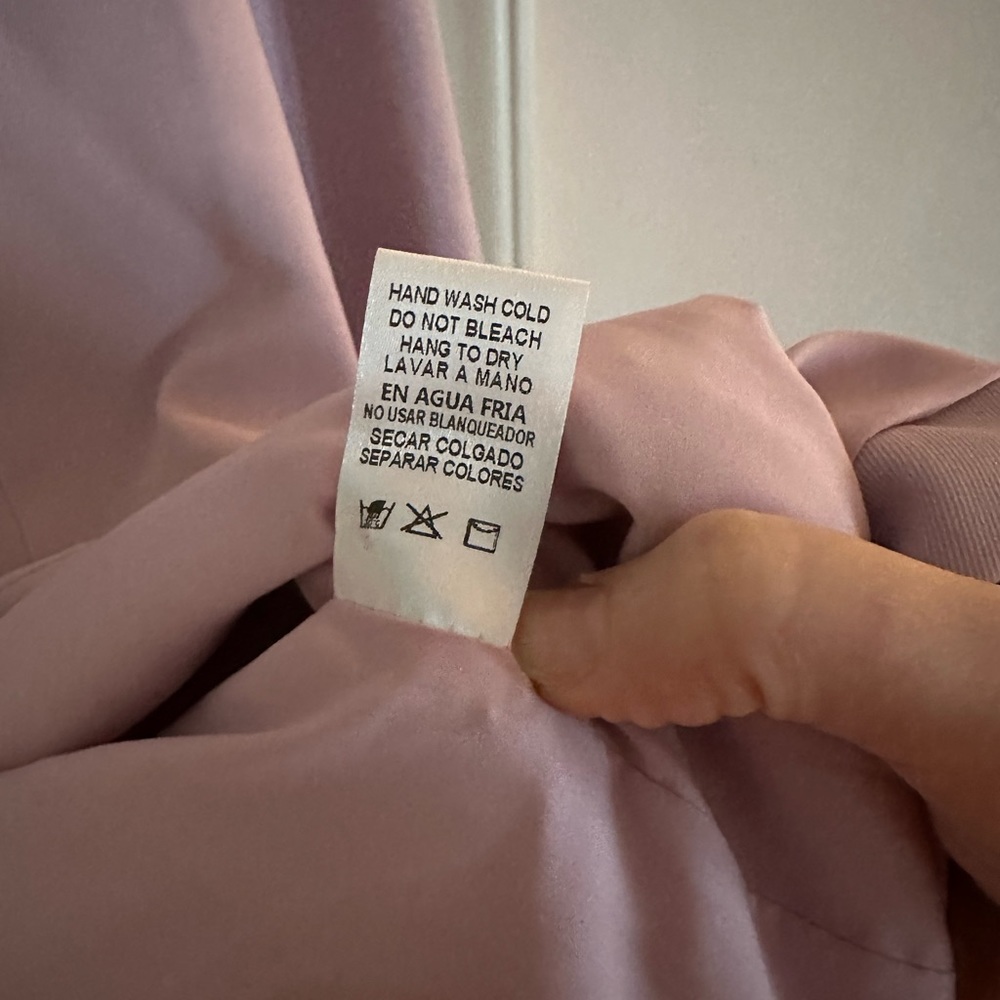 HAND WASH COLD
DO NOT BLEACH
HANG TO DRY
LAVAR A MANO
EN AGUA FRIA
NO USAR BLANQUEADOR
SECAR COLGADO
SEPARAR COLORES